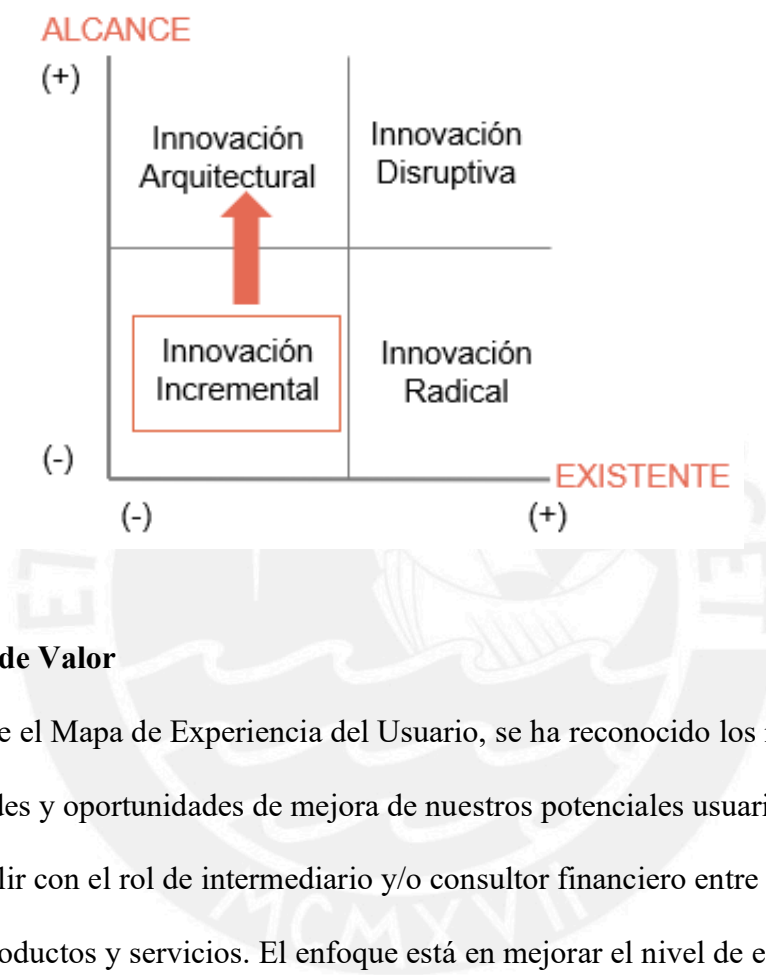 ALCANCE
(+)
Innovación
Arquitectural
Innovación
Disruptiva
Innovación
Incremental
Innovación
Radical
(-)
EXISTENTE
(-)
(+)
de Valor
e el Mapa de Experiencia del Usuario, se ha reconocido los
des y oportunidades de mejora de nuestros potenciales usuari
lir con el rol de intermediario y/o consultor financiero entre
oductos y servicios. El enfoque está en mejorar el nivel de e
MCMXVII